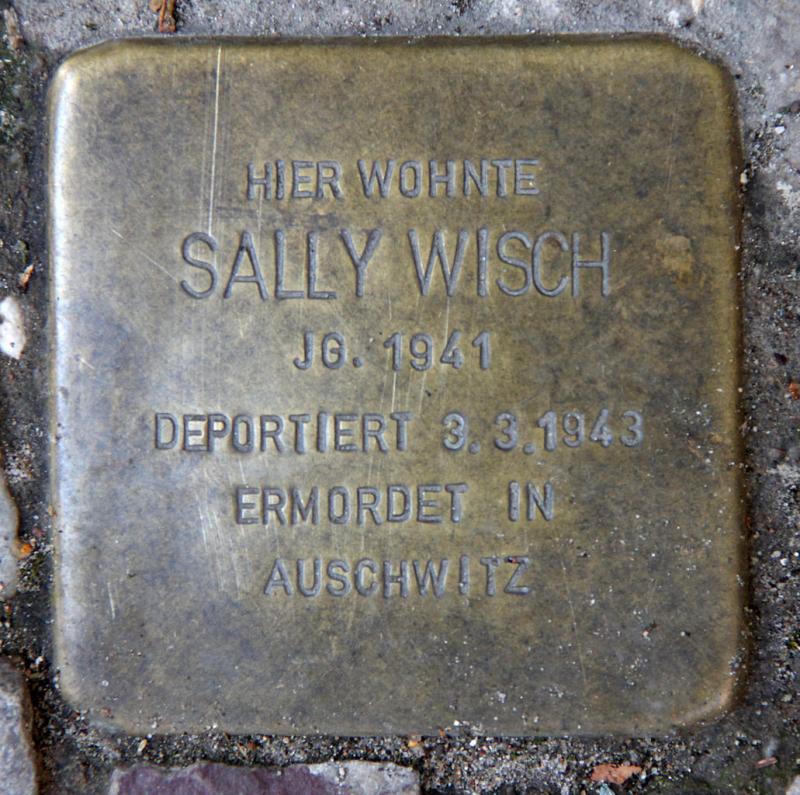 HIER WOHNTE
SALLY WISCH
JG. 1941
DEPORTIERT 3.3.1943
ERMORDET IN
AUSCHWITZ